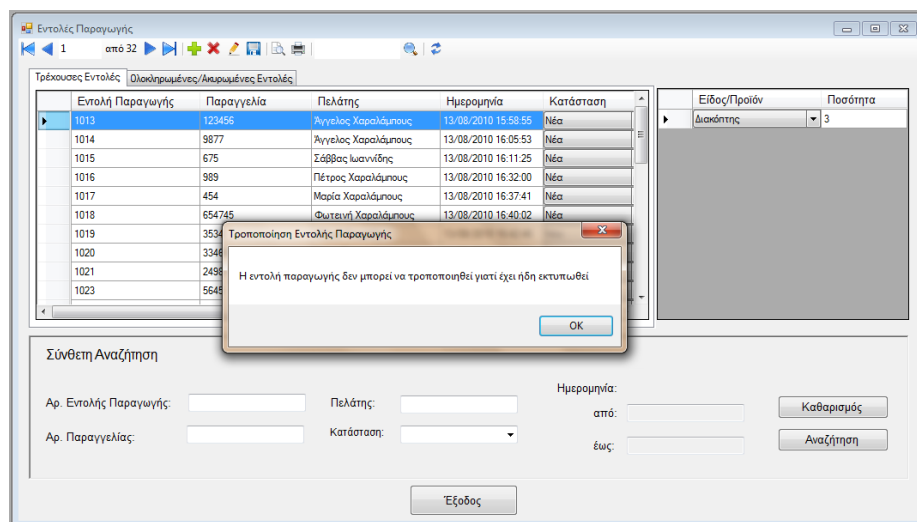 Εντολές Παραγωγής
1 από 32
Τρέχουσες Εντολές Ολοκληρωμένες/Ακυρωμένες Εντολές
Εντολή Παραγωγής Παραγγελία Πελάτης Ημερομηνία Κατάσταση
1013 123456 Άγγελος Χαραλάμπους 13/08/2010 15:58:55 Νέα
1014 9877 Άγγελος Χαραλάμπους 13/08/2010 16:05:53 Νέα
1015 675 Σάββας Ιωαννίδης 13/08/2010 16:11:25 Νέα
1016 989 Πέτρος Χαραλάμπους 13/08/2010 16:32:00 Νέα
1017 454 Μαρία Χαραλάμπους 13/08/2010 16:37:41 Νέα
1018 654745 Φωτεινή Χαραλάμπους 13/08/2010 16:40:02 Νέα
1019
1020
1021
1023
Είδος/Προϊόν Ποσότητα
Διακόπτης 3
Τροποποίηση Εντολής Παραγωγής
Η εντολή παραγωγής δεν μπορεί να τροποποιηθεί γιατί έχει ήδη εκτυπωθεί
OK
Σύνθετη Αναζήτηση
Αρ. Εντολής Παραγωγής:
Αρ. Παραγγελίας:
Πελάτης:
Κατάσταση:
Ημερομηνία:
από:
έως:
Καθαρισμός
Αναζήτηση
Έξοδος